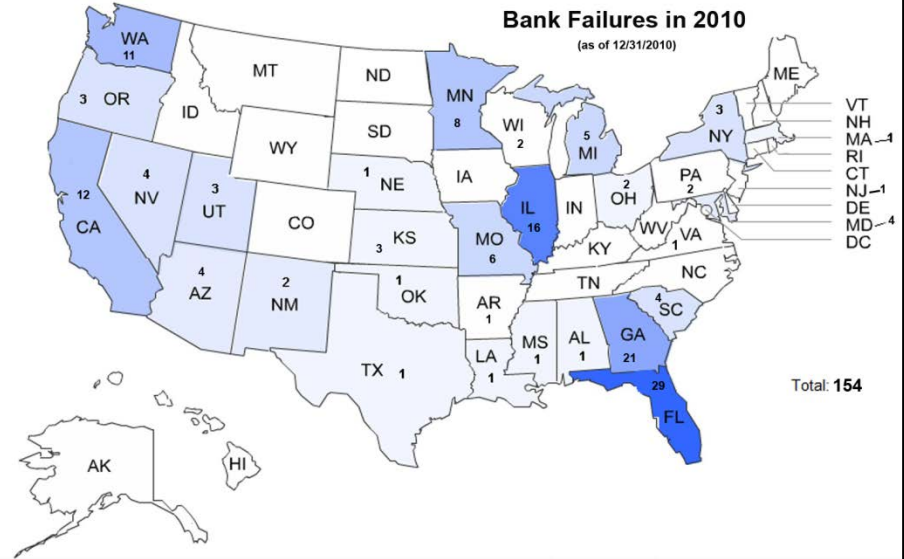 Bank Failures in 2010
(as of 12/31/2010)
WA
11
MT
ND
MN
8
ME
3 OR
ID
SD
WI
2
5
MI
3
NY
VT
NH
MA 1
RI
CT
NJ 1
DE
MD 4
DC
WY
1 NE
IA
PA
2
4
NV
3
UT
12
CA
CO
3 KS
MO
6
IL
16
IN
2
OH
WV
1 VA
KY
4
AZ
2
NM
1
OK
AR
1
TN
NC
4
SC
TX 1
LA
1
MS
1
AL
1
GA
21
29
FL
Total: 154
AK
HI